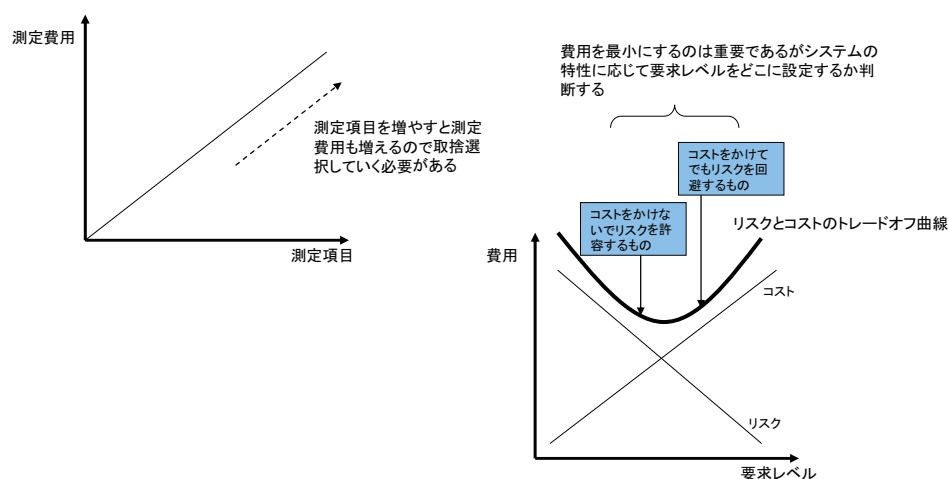 測定費用
測定項目を増やすと測定
費用も増えるので取捨選
択していく必要がある
測定項目
費用を最小にするのは重要であるがシステムの
特性に応じて要求レベルをどこに設定するか判
断する
コストをかけて
でもリスクを回
避するもの
コストをかけな
いでリスクを許
容するもの
リスクとコストのトレードオフ曲線
費用
コスト
リスク
要求レベル